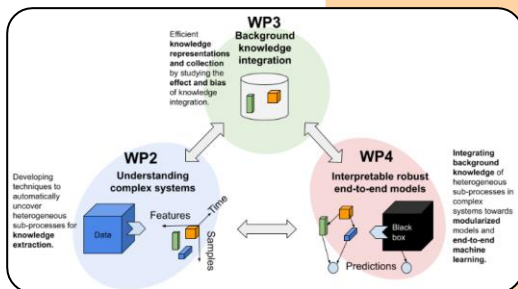 WP3
Background
knowledge
integration
Efficient
knowledge
representations
and collection
by studying the
effect and bias
of knowledge
integration.
WP2
Understanding
complex systems
Developing
techniques to
automatically
uncover
heterogeneous
sub-processes for
knowledge
extraction.
Data
Features
Time
Samples
WP4
Interpretable robust
end-to-end models
Black
box
Predictions
Integrating
background
knowledge of
heterogeneous
sub-processes in
complex
systems towards
modularized
models and
end-to-end
machine
learning.